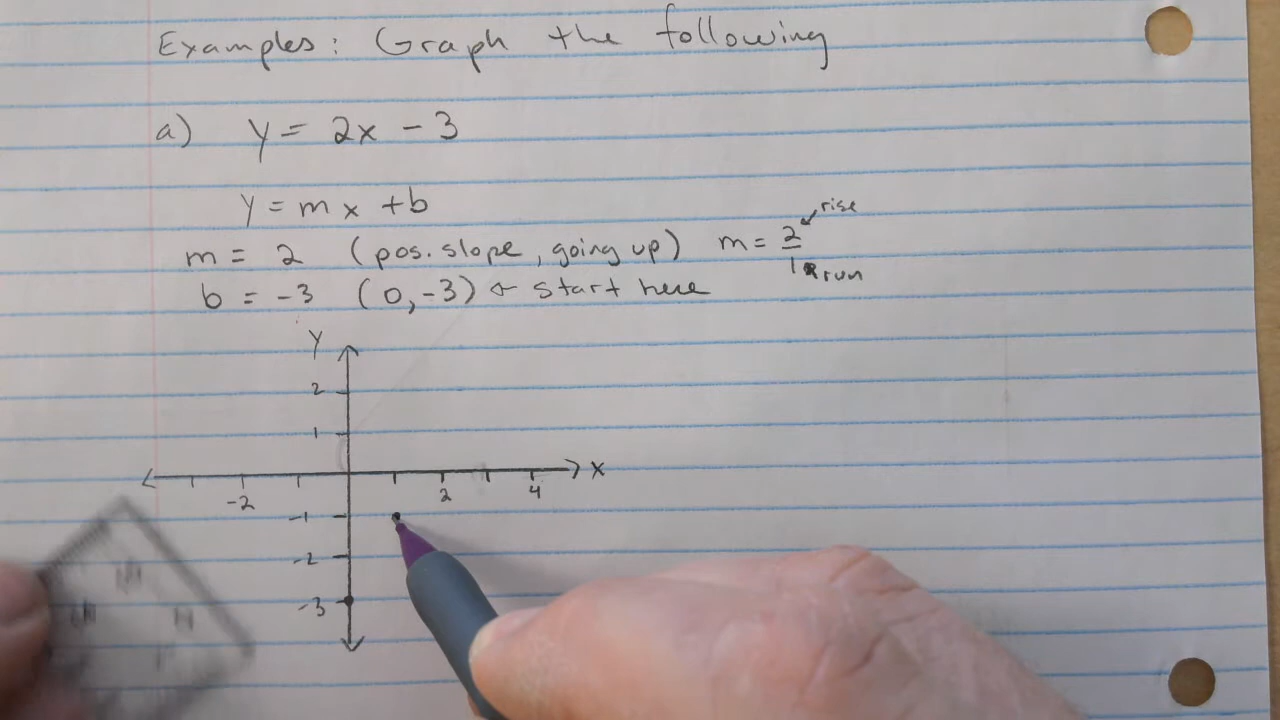 Examples: Graph the following
a) y = 2x - 3
y = mx + b
m = 2 (pos. slope, going up) m = 2/1 rise run
b = -3 (0, -3) ← start here
Y
2
1
X
-2 2 4
-1
-2
-3